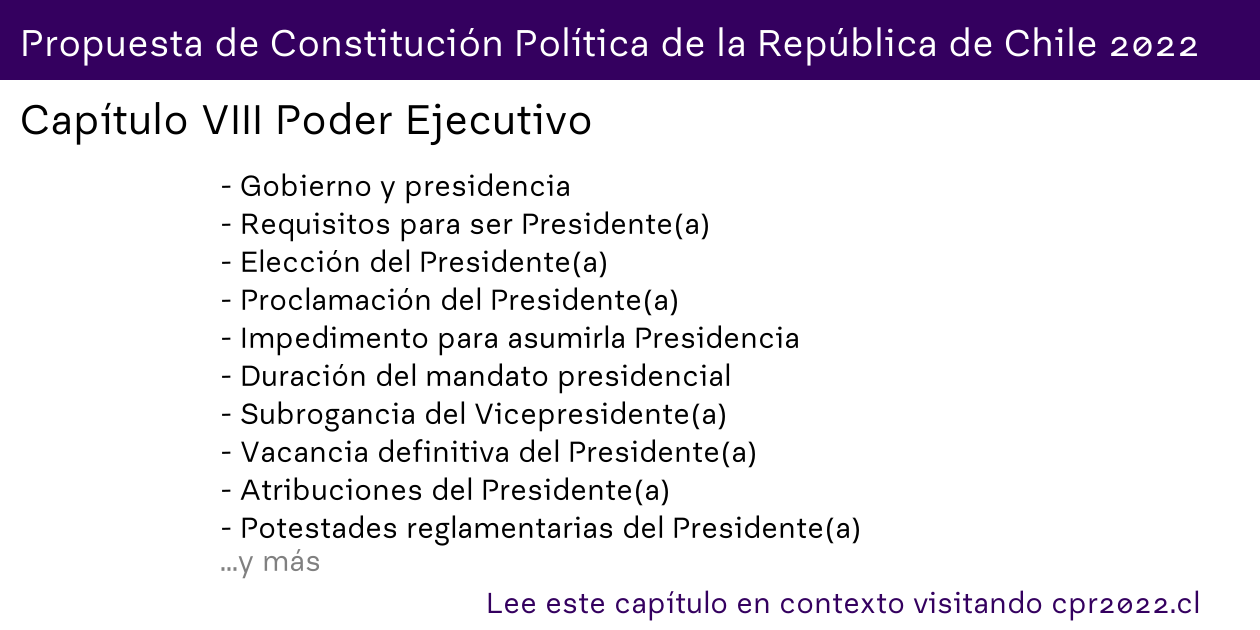 Propuesta de Constitución Política de la República de Chile 2022
Capítulo VIII Poder Ejecutivo
- Gobierno y presidencia
- Requisitos para ser Presidente(a)
- Elección del Presidente(a)
- Proclamación del Presidente(a)
- Impedimento para asumirla Presidencia
- Duración del mandato presidencial
- Subrogancia del Vicepresidente(a)
- Vacancia definitiva del Presidente(a)
- Atribuciones del Presidente(a)
- Potestades reglamentarias del Presidente(a)
...y más
Lee este capítulo en contexto visitando cpr2022.cl